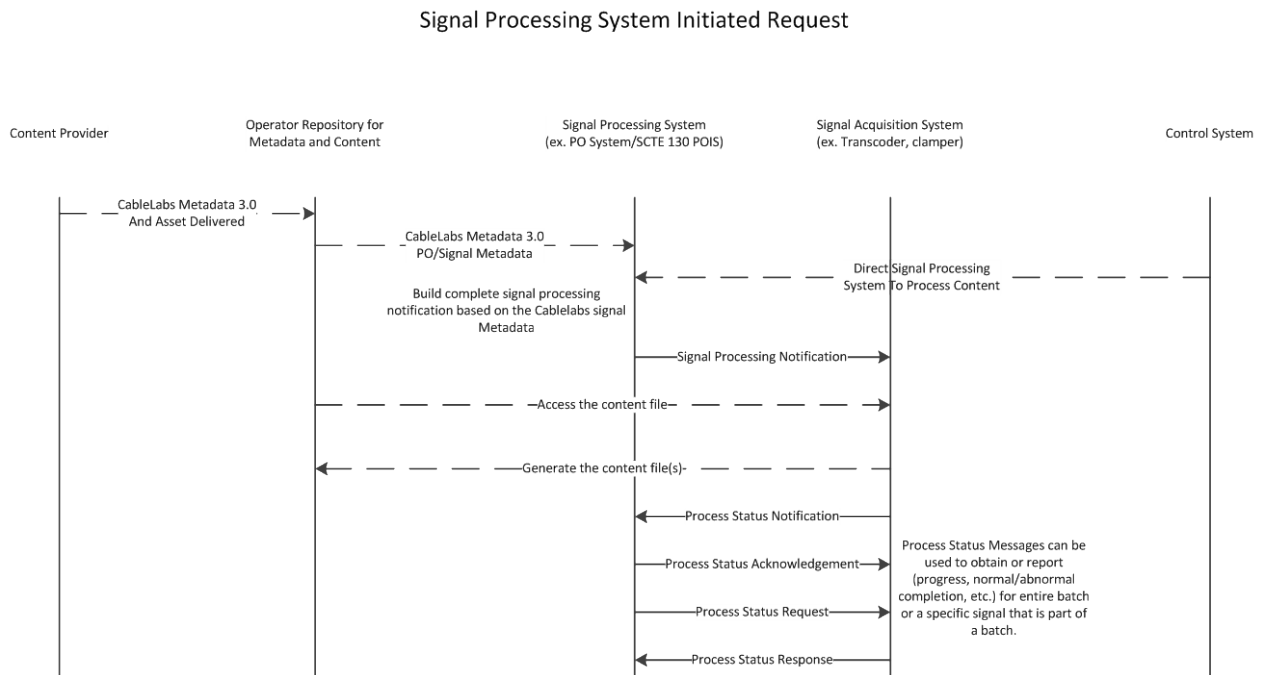 Signal Processing System Initiated Request
Content Provider
Operator Repository for
Metadata and Content
Signal Processing System
(ex. PO System/SCTE 130 POIS)
Signal Acquisition System
(ex. Transcoder, clamper)
Control System
CableLabs Metadata 3.0
And Asset Delivered
CableLabs Metadata 3.0
PO/Signal Metadata
Direct Signal Processing
System To Process Content
Build complete signal processing
notification based on the Cablelabs signal
Metadata
Signal Processing Notification
Access the content file
Generate the content file(s)
Process Status Notification
Process Status Acknowledgement
Process Status Request
Process Status Response
Process Status Messages can be
used to obtain or report
(progress, normal/abnormal
completion, etc.) for entire batch
or a specific signal that is part of
a batch.